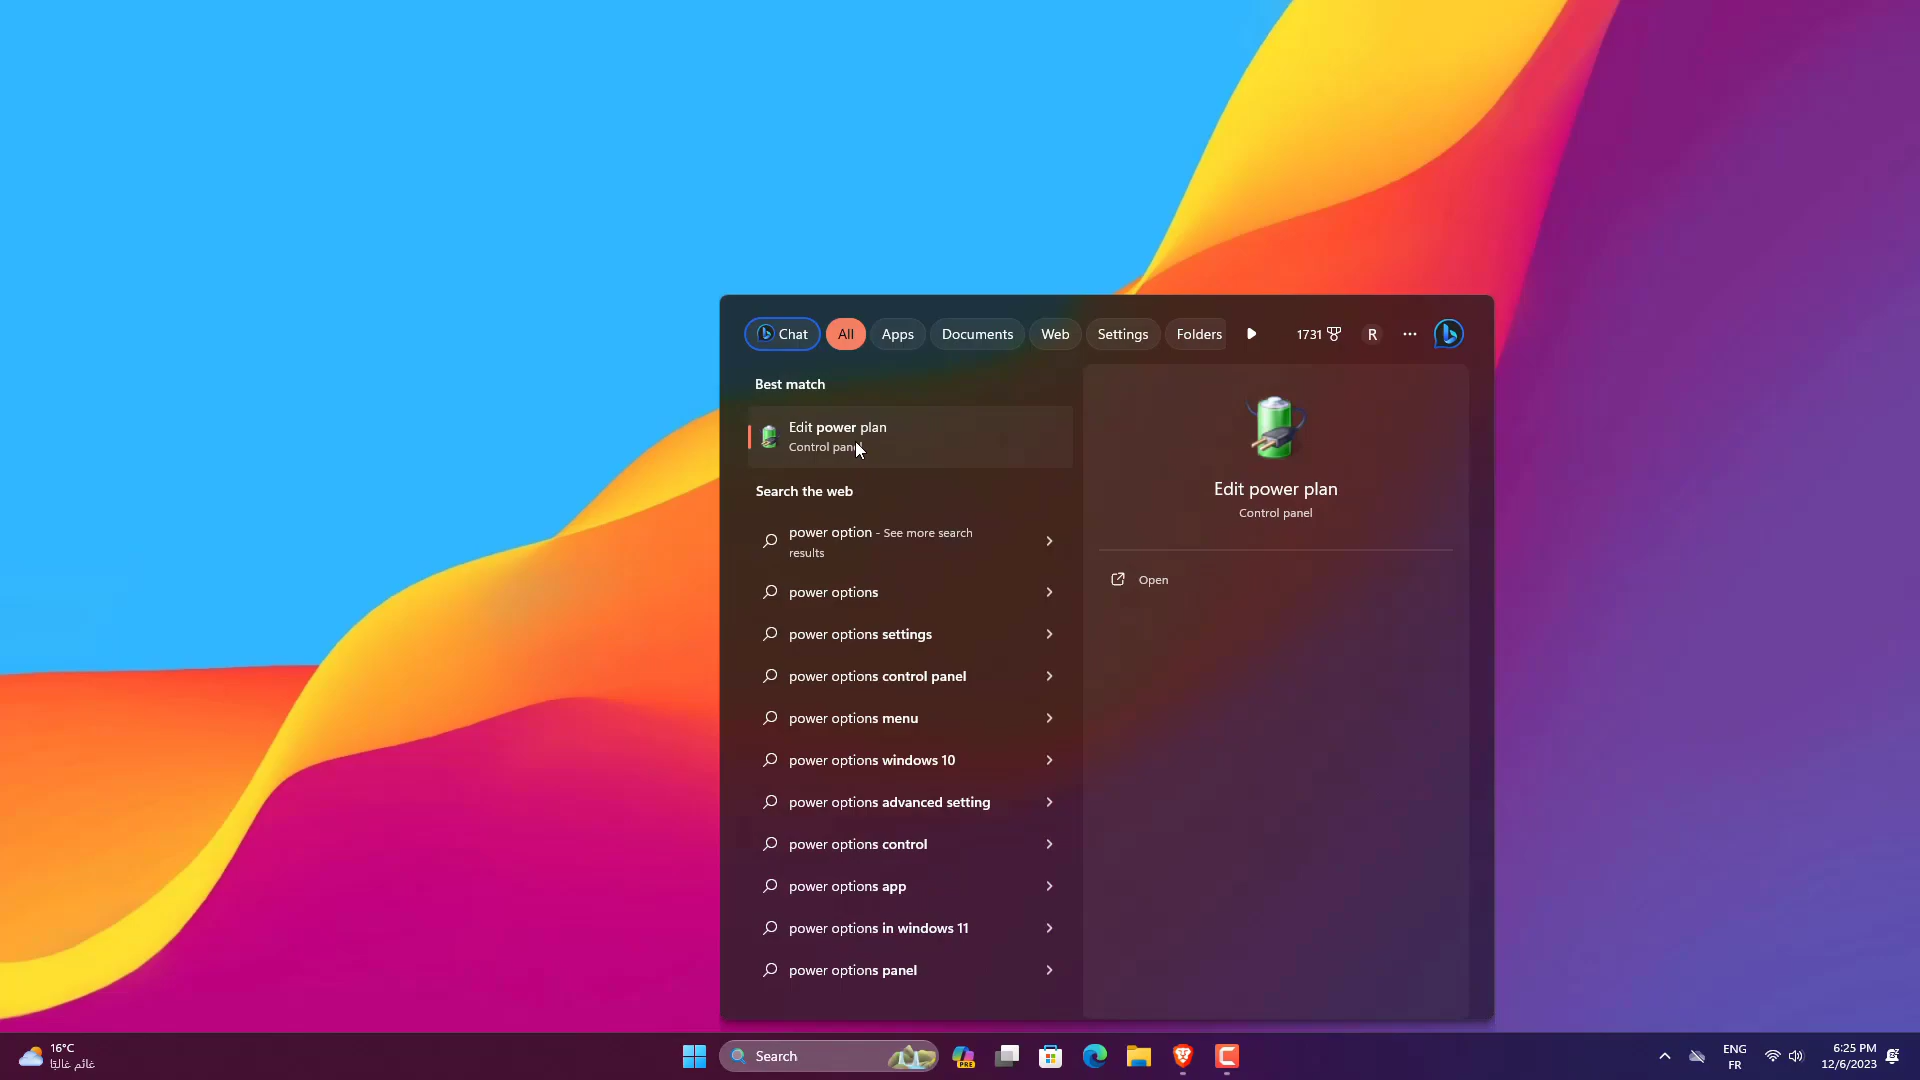 Chat
All
Apps
Documents
Web
Settings
Folders
1731
R
Best match
Edit power plan
Control panel
Search the web
power option - See more search
results
power options
power options settings
power options control panel
power options menu
power options windows 10
power options advanced setting
power options control
power options app
power options in windows 11
power options panel
Edit power plan
Control panel
Open
16°C
غائم غالبًا
Search
PRE
ENG
FR
6:25 PM
12/6/2023